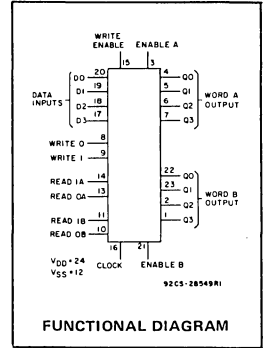 WRITE ENABLE ENABLE A
15 3
DATA INPUTS
D0 20
D1 19
D2 18
D3 17
4 Q0
5 Q1
6 Q2
7 Q3
WORD A OUTPUT
WRITE 0 8
WRITE 1 9
READ 1A 14
READ 0A 13
READ 1B 11
READ 0B 10
22 Q0
23 Q1
2 Q2
1 Q3
WORD B OUTPUT
16 21
VDD = 24
VSS = 12
CLOCK ENABLE B
92CS-28549R1
FUNCTIONAL DIAGRAM